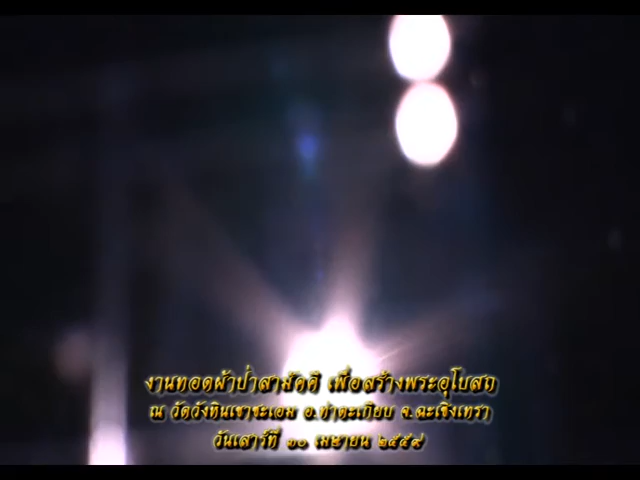 งานทอดผ้าป่าสามัคคี เพื่อสร้างพระอุโบสถ
ณ วัดวังหินเขาชะเอม อ.ท่าตะเกียบ จ.ฉะเชิงเทรา
วันเสาร์ที่ ๓๐ เมษายน ๒๕๕๙